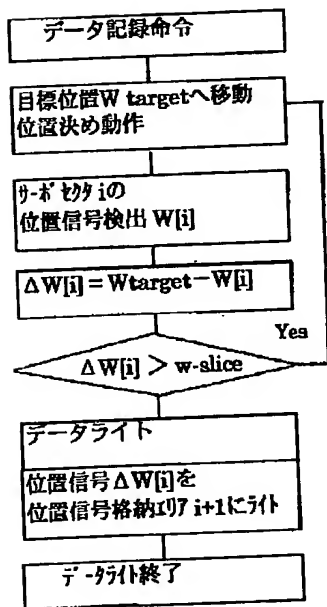 データ記録命令
目標位置W targetへ移動
位置決め動作
ｻｰﾎﾞ ｾｸﾀ iの
位置信号検出 W[i]
ΔW[i]＝Wtarget－W[i]
Yes
ΔW[i] ＞ w-slice
データライト
位置信号ΔW[i]を
位置信号格納ｴﾘｱ i+1にﾗｲﾄ
ﾃﾞｰﾀﾗｲﾄ終了